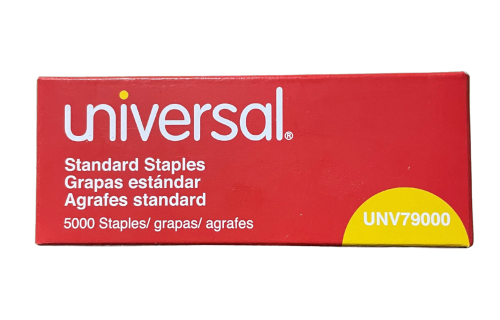 universal®
Standard Staples
Grapas estándar
Agrafes standard
5000 Staples/ grapas/ agrafes
UNV79000